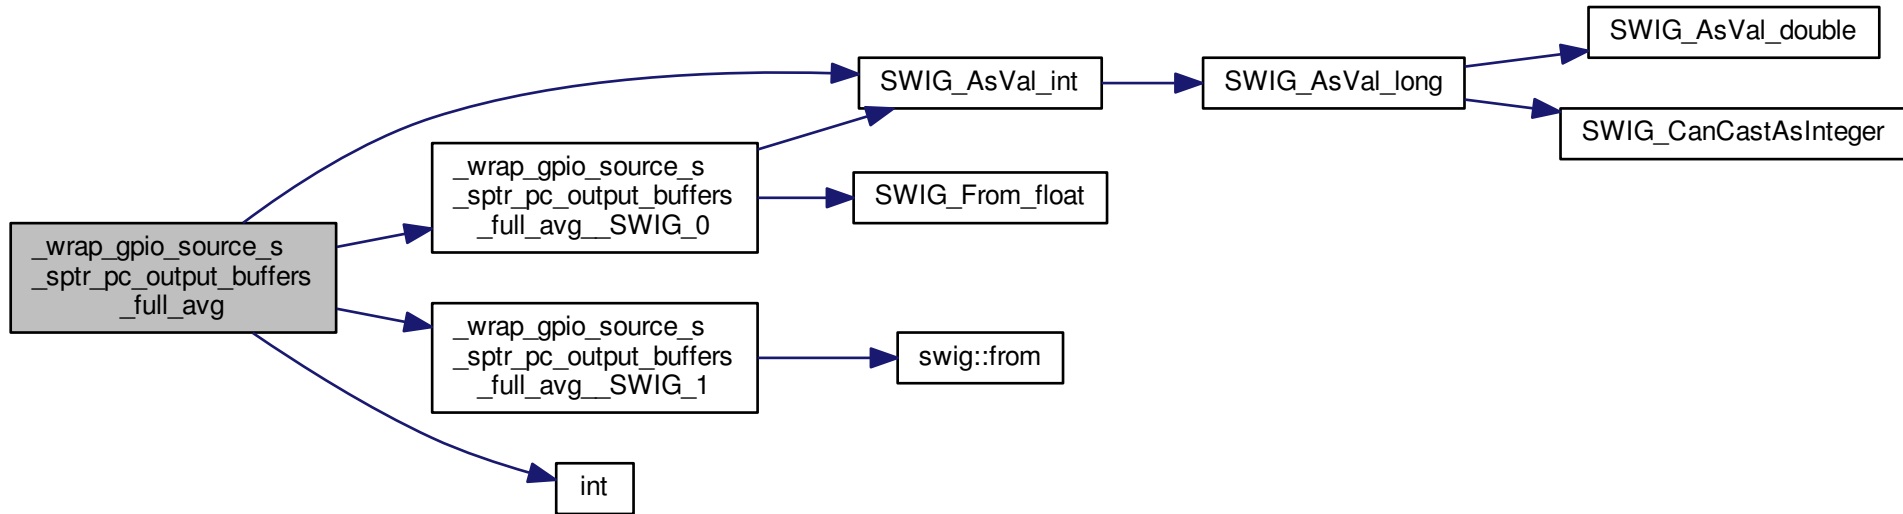 _wrap_gpio_source_s
_sptr_pc_output_buffers
_full_avg
_wrap_gpio_source_s
_sptr_pc_output_buffers
_full_avg__SWIG_0
_wrap_gpio_source_s
_sptr_pc_output_buffers
_full_avg__SWIG_1
int
SWIG_AsVal_int
SWIG_From_float
swig::from
SWIG_AsVal_long
SWIG_AsVal_double
SWIG_CanCastAsInteger